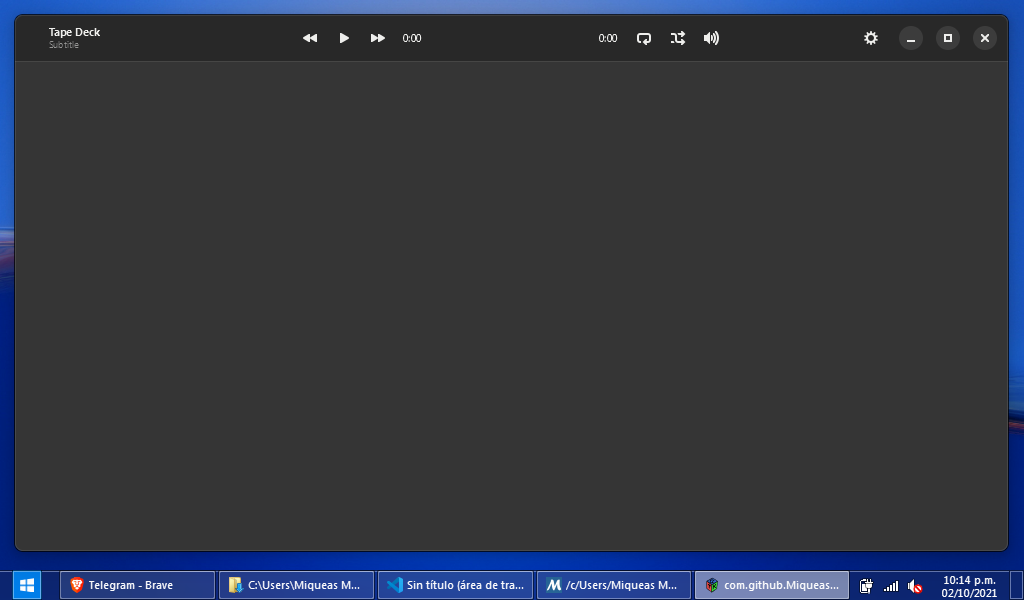 Tape Deck
Subtitle
0:00
0:00
Telegram - Brave
C:\Users\Miqueas M...
Sin título (área de tra...
/c/Users/Miqueas M...
com.github.Miqueas...
10:14 p.m.
02/10/2021